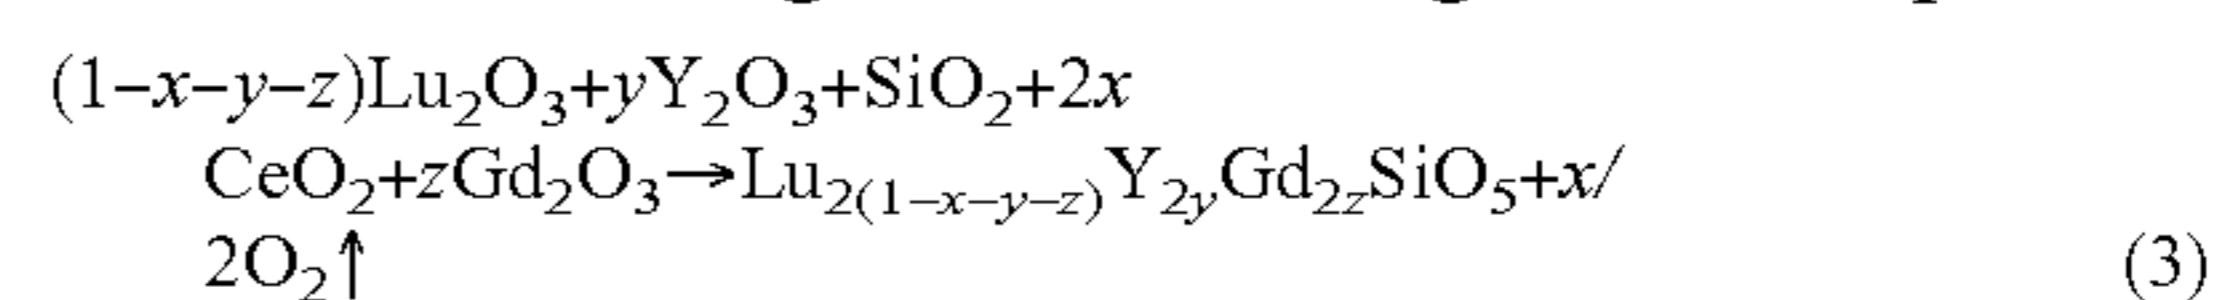 (1–x–y–z)Lu₂O₃+yY₂O₃+SiO₂+2x
CeO₂+zGd₂O₃→Lu₂₍₁₋ₓ₋y₋z₎Y₂yGd₂zSiO₅+x/
2O₂↑ (3)